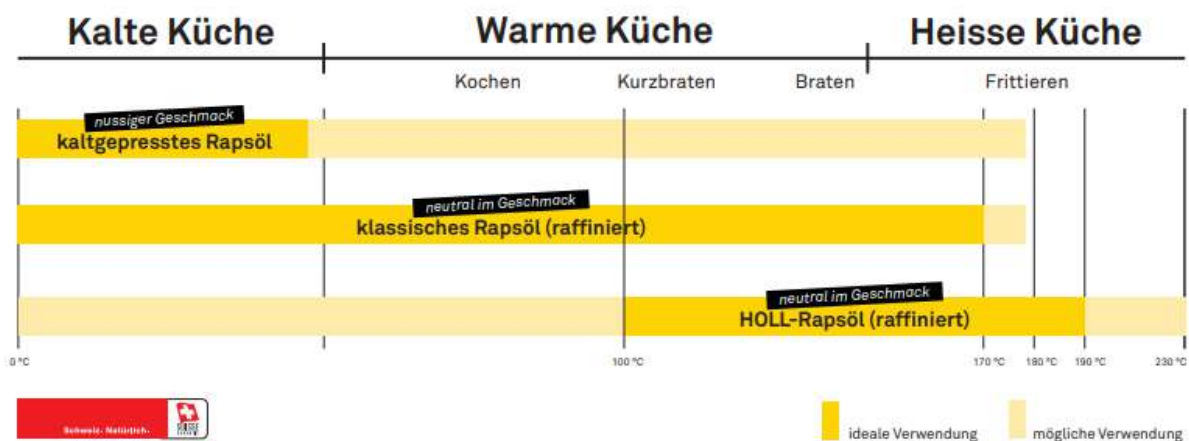 Kalte Küche
Warme Küche
Heisse Küche
Kochen
Kurzbraten
Braten
Frittieren
nussiger Geschmack
kaltgepresstes Rapsöl
neutral im Geschmack
klassisches Rapsöl (raffiniert)
neutral im Geschmack
HOLL-Rapsöl (raffiniert)
0 °C
100 °C
170 °C
180 °C
190 °C
230 °C
Schweiz. Natürlich.
ideale Verwendung
mögliche Verwendung